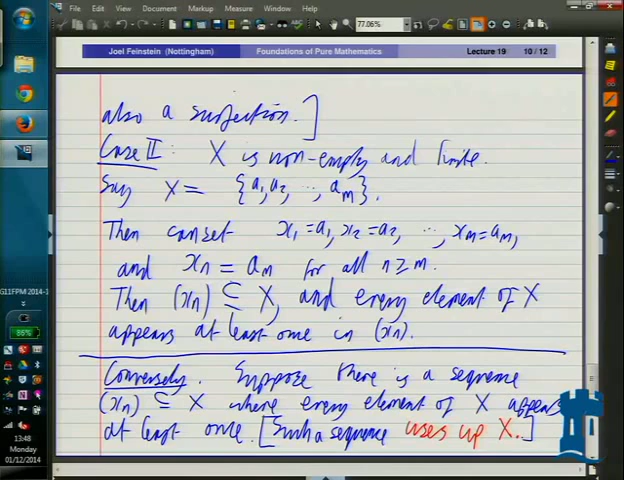 File Edit View Document Markup Measure Window Help
77.06%
Joel Feinstein (Nottingham) Foundations of Pure Mathematics Lecture 19 10 / 12
also a surjection.]
Case II: X is non-empty and finite.
Say X = {a1, a2, ..., am}.
Then can set x1 = a1, x2 = a2, ..., xm = am,
and xn = am for all n ≥ m.
Then (xn) ⊆ X, and every element of X
appears at least one in (xn).
Conversely. Suppose there is a sequence
(xn) ⊆ X where every element of X appears
at least one. [Such a sequence uses up X.]
G11FPM 2014-1
86%
13:48
Monday
01/12/2014